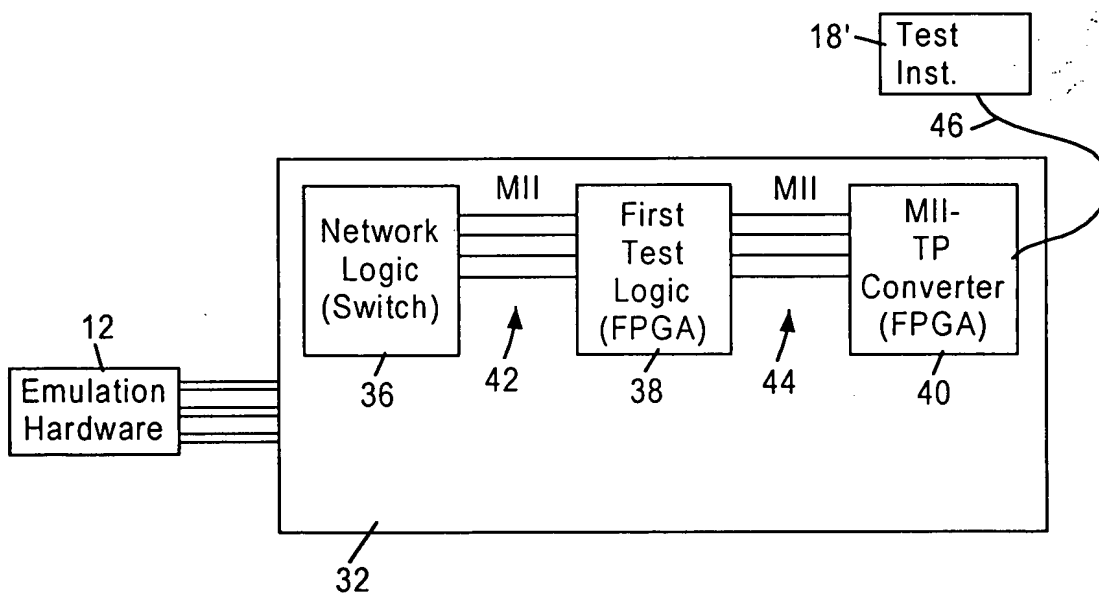 18'
Test
Inst.
46
MII
MII
Network
Logic
(Switch)
First
Test
Logic
(FPGA)
MII-
TP
Converter
(FPGA)
12
42
44
36
38
40
Emulation
Hardware
32